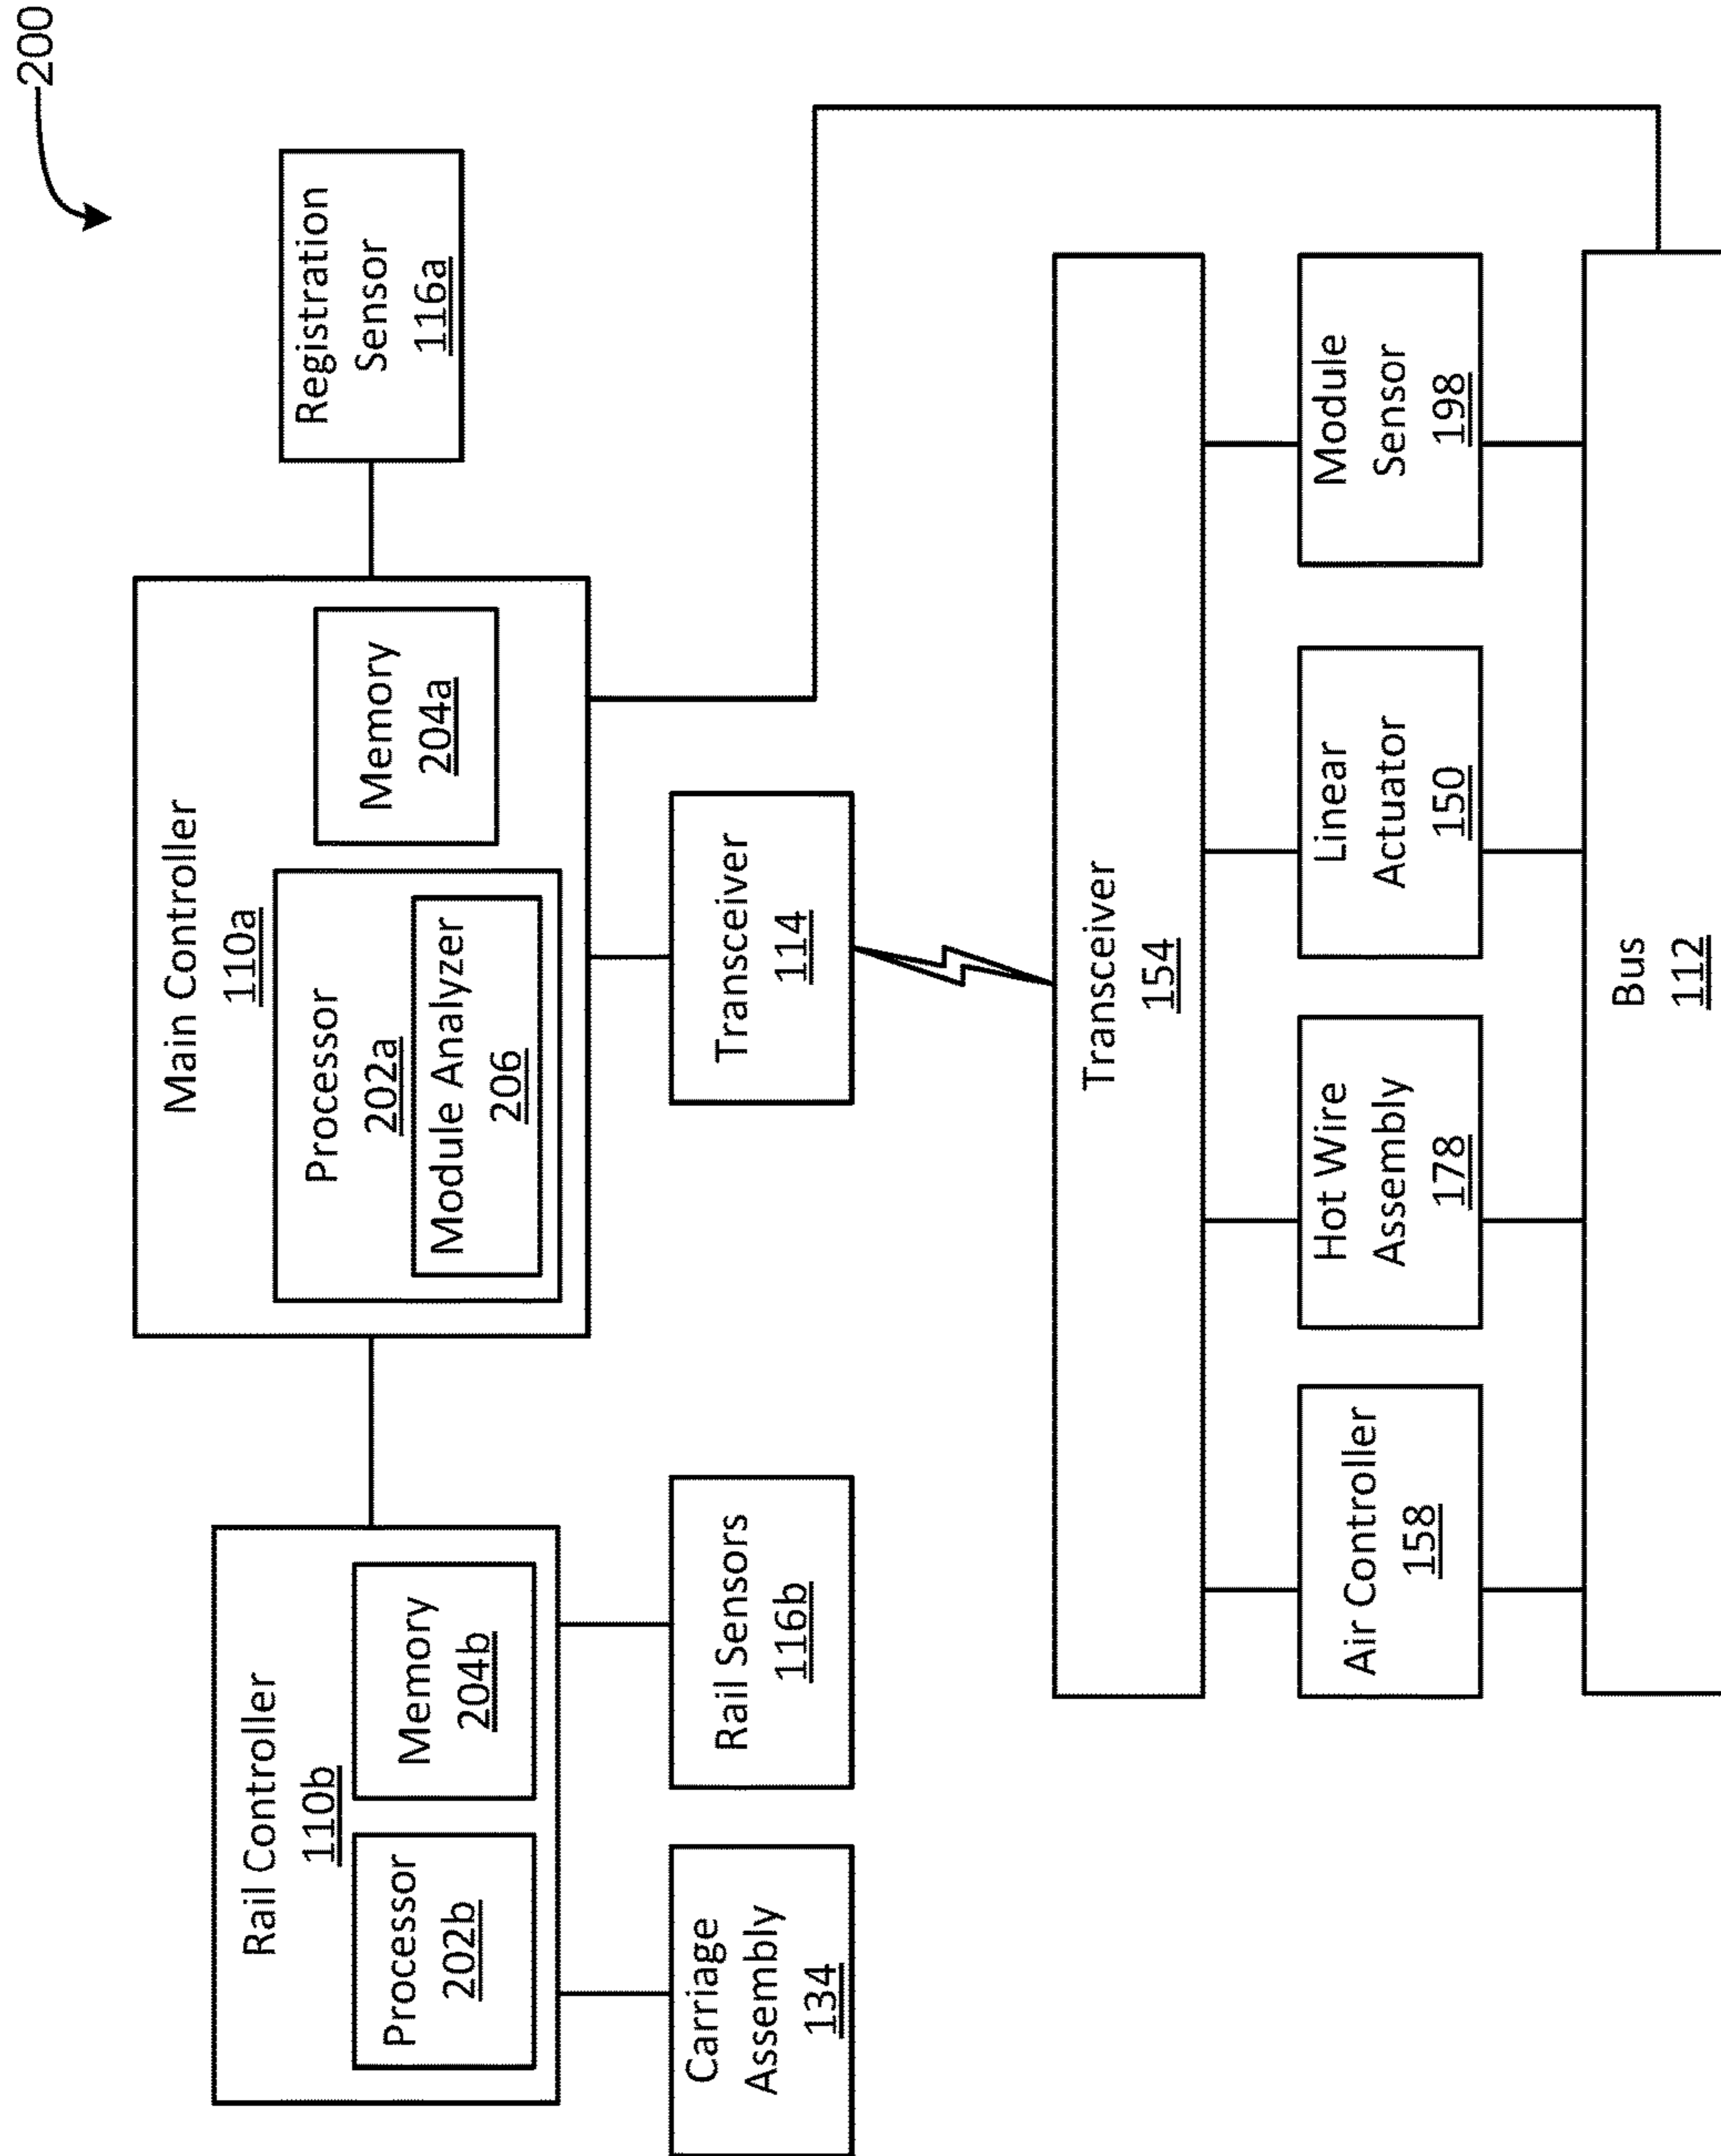 200
Main Controller
110a
Registration
Sensor
116a
Processor
202a
Module Analyzer
206
Memory
204a
Rail Controller
110b
Processor
202b
Memory
204b
Carriage
Assembly
134
Rail Sensors
116b
Transceiver
114
Transceiver
154
Air Controller
158
Hot Wire
Assembly
178
Linear
Actuator
150
Module
Sensor
198
Bus
112